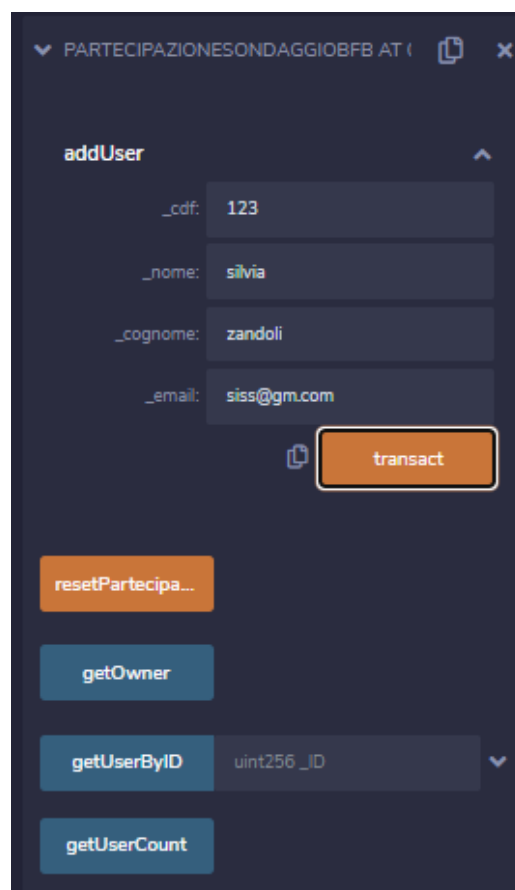 PARTECIPAZIONESONDAGGIOBFB AT (
addUser
_cdf: 123
_nome: silvia
_cognome: zandoli
_email: siss@gm.com
transact
resetPartecipa...
getOwner
getUserByID uint256 _ID
getUserCount